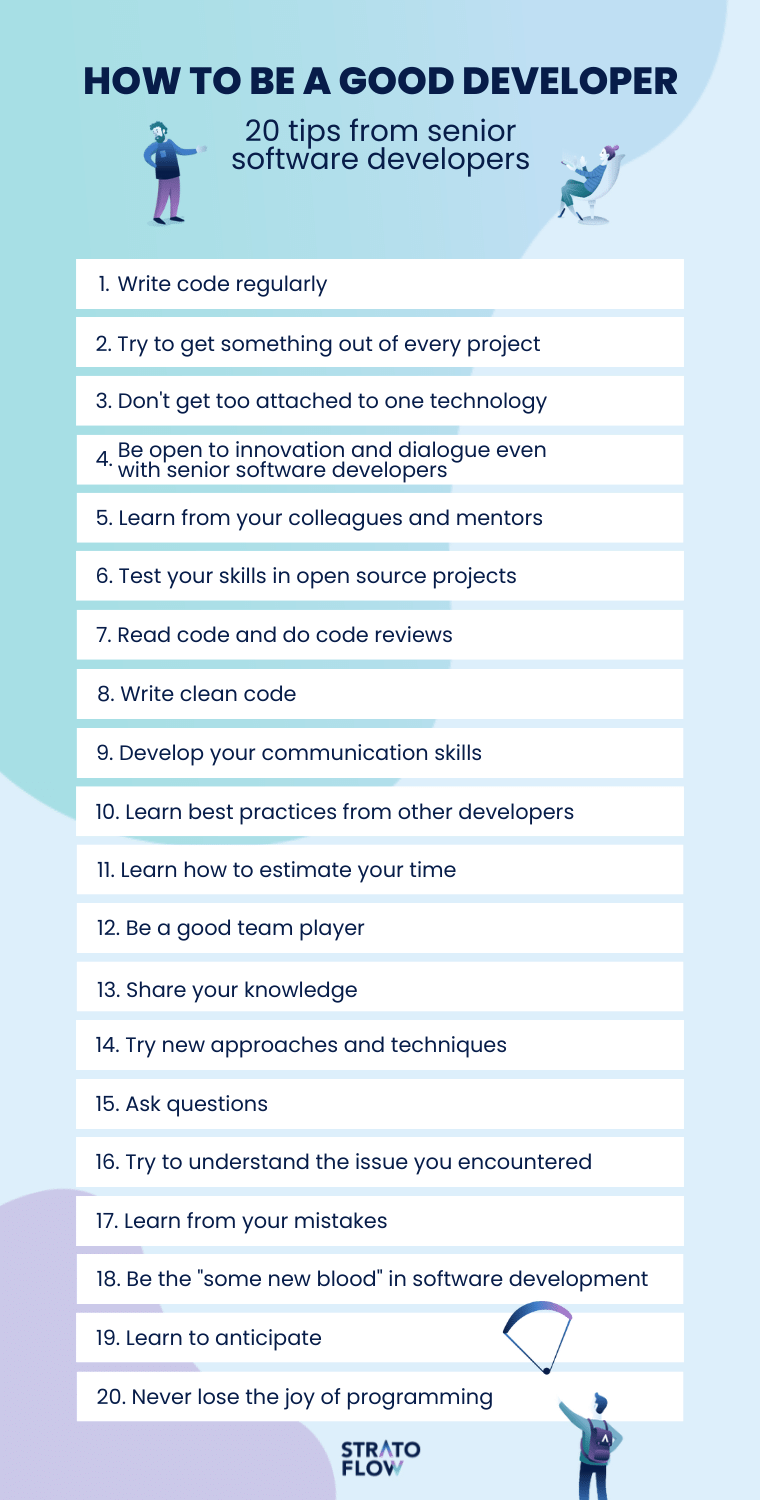 HOW TO BE A GOOD DEVELOPER
20 tips from senior
software developers
1. Write code regularly
2. Try to get something out of every project
3. Don't get too attached to one technology
4. Be open to innovation and dialogue even
with senior software developers
5. Learn from your colleagues and mentors
6. Test your skills in open source projects
7. Read code and do code reviews
8. Write clean code
9. Develop your communication skills
10. Learn best practices from other developers
11. Learn how to estimate your time
12. Be a good team player
13. Share your knowledge
14. Try new approaches and techniques
15. Ask questions
16. Try to understand the issue you encountered
17. Learn from your mistakes
18. Be the "some new blood" in software development
19. Learn to anticipate
20. Never lose the joy of programming
STRATO
FLOW